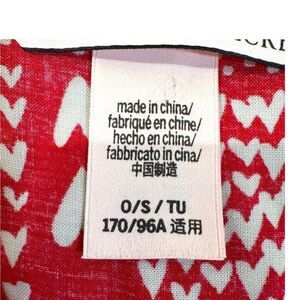 made in china/
fabriqué en chine/
hecho en china/
fabbricato in cina/
中国制造
O/S / TU
170/96A 适用